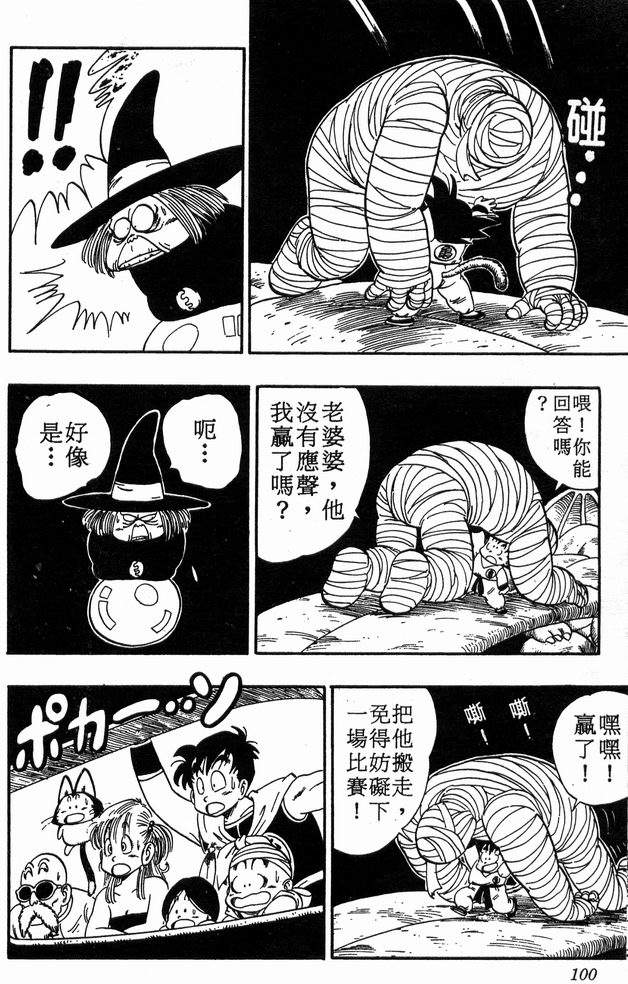 碰…
!!
喂！你能
回答嗎
？
老婆婆，他
沒有應聲，
我贏了嗎？
呃…
好像
是…
嘿嘿！
贏了！
嘶！
嘶！
把他搬走，
免得妨礙下
一場比賽！
ポカーッ
100